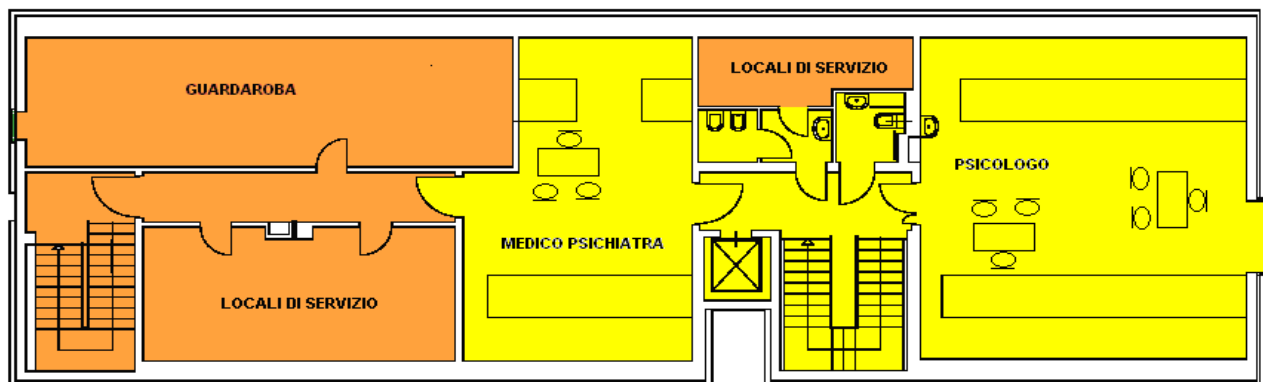 LOCALI DI SERVIZIO
GUARDAROBA
PSICOLOGO
MEDICO PSICHIATRA
LOCALI DI SERVIZIO